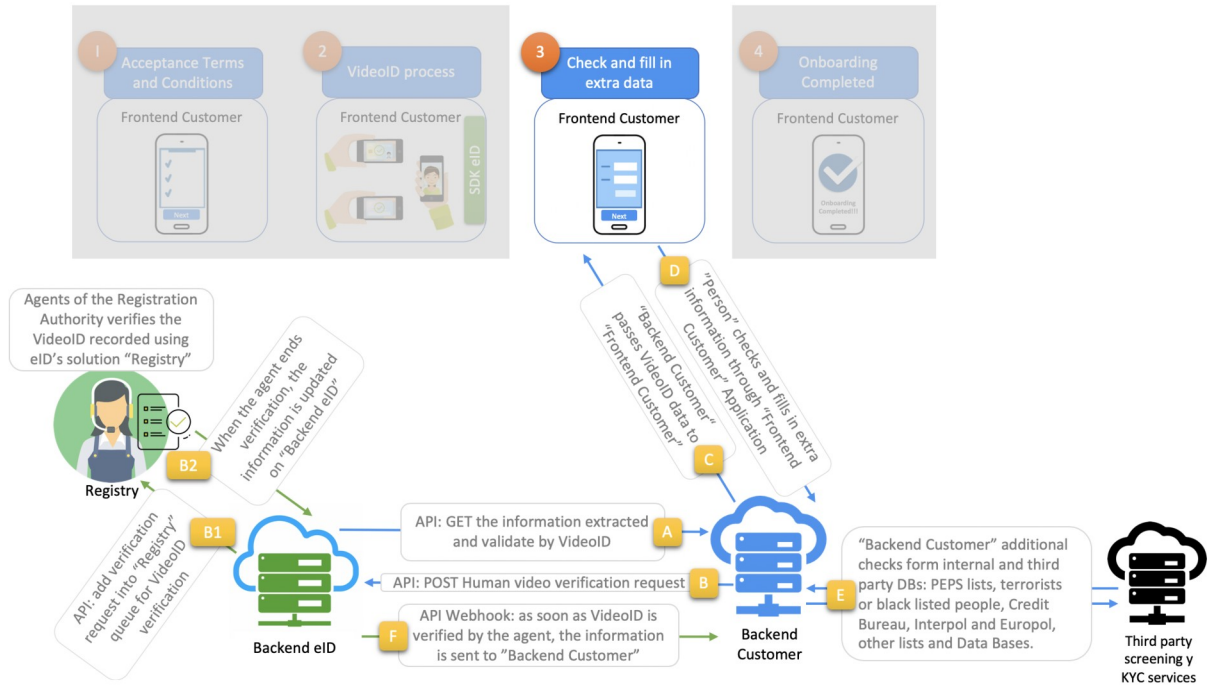 1
Acceptance Terms
and Conditions
Frontend Customer
Next
2
VideoID process
Frontend Customer
SDK eID
3
Check and fill in
extra data
Frontend Customer
Next
4
Onboarding
Completed
Frontend Customer
Onboarding
Completed!!!
Agents of the Registration
Authority verifies the
VideoID recorded using
eID's solution “Registry”
Registry
B2
When the agent ends
verification, the
information is updated
on “Backend eID”
B1
API: add verification
request into “Registry”
queue for VideoID
verification
Backend eID
API: GET the information extracted
and validate by VideoID
A
API: POST Human video verification request
B
F
API Webhook: as soon as VideoID is
verified by the agent, the information
is sent to ”Backend Customer”
C
“Backend Customer“
passes VideoID data to
“Frontend Customer”
D
”Person” checks and fills in extra
information through “Frontend
Customer” Application
Backend
Customer
E
“Backend Customer” additional
checks form internal and third
party DBs: PEPS lists, terrorists
or black listed people, Credit
Bureau, Interpol and Europol,
other lists and Data Bases.
Third party
screening y
KYC services